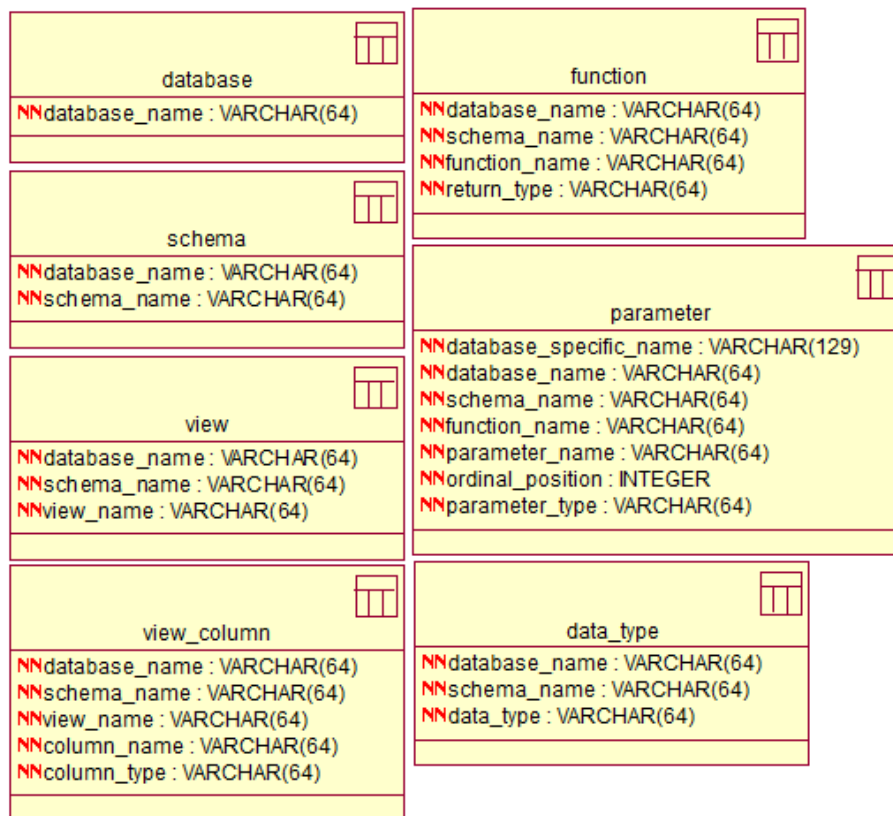 database
NNdatabase_name : VARCHAR(64)
schema
NNdatabase_name : VARCHAR(64)
NNschema_name : VARCHAR(64)
view
NNdatabase_name : VARCHAR(64)
NNschema_name : VARCHAR(64)
NNview_name : VARCHAR(64)
view_column
NNdatabase_name : VARCHAR(64)
NNschema_name : VARCHAR(64)
NNview_name : VARCHAR(64)
NNcolumn_name : VARCHAR(64)
NNcolumn_type : VARCHAR(64)
function
NNdatabase_name : VARCHAR(64)
NNschema_name : VARCHAR(64)
NNfunction_name : VARCHAR(64)
NNreturn_type : VARCHAR(64)
parameter
NNdatabase_specific_name : VARCHAR(129)
NNdatabase_name : VARCHAR(64)
NNschema_name : VARCHAR(64)
NNfunction_name : VARCHAR(64)
NNparameter_name : VARCHAR(64)
NNordinal_position : INTEGER
NNparameter_type : VARCHAR(64)
data_type
NNdatabase_name : VARCHAR(64)
NNschema_name : VARCHAR(64)
NNdata_type : VARCHAR(64)